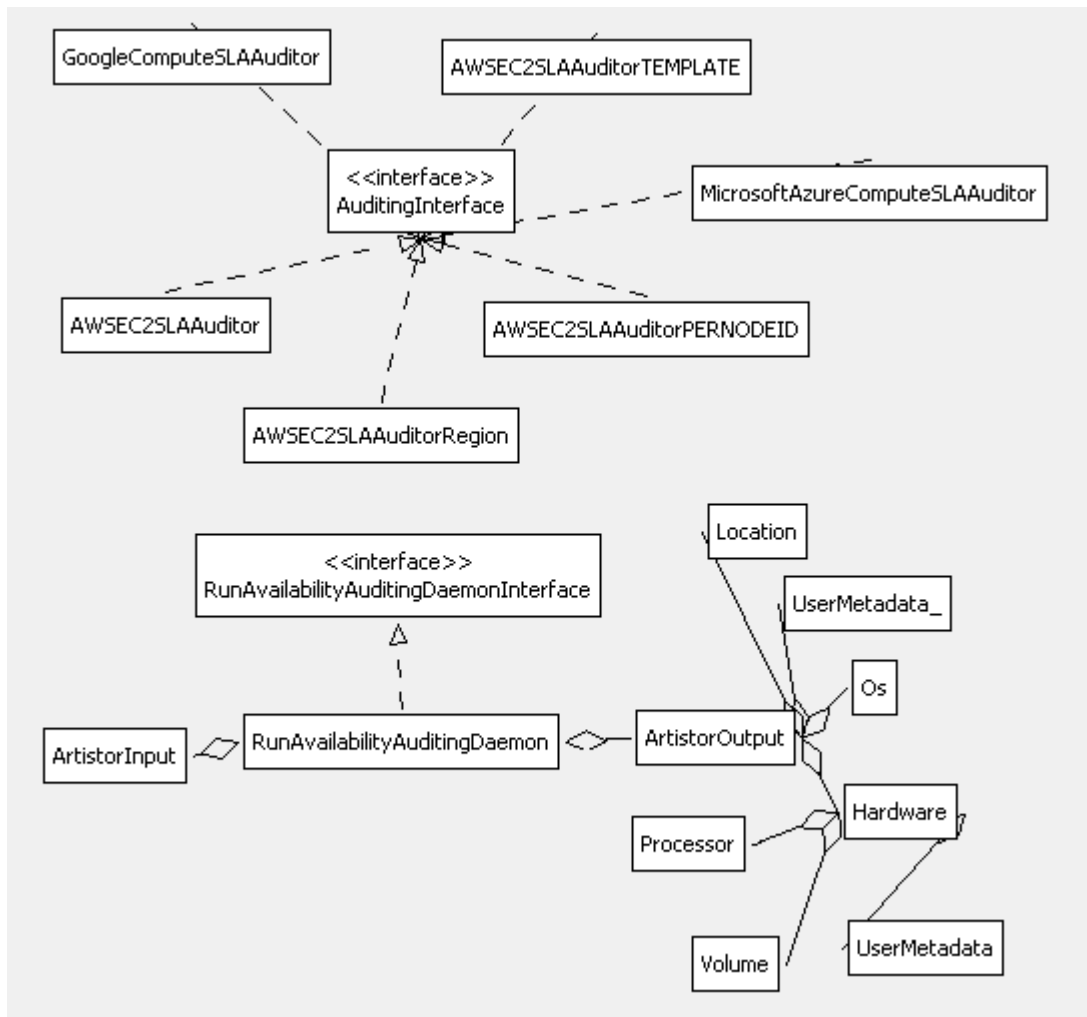 GoogleComputeSLAAuditor
AWSEC2SLAAuditorTEMPLATE
<<interface>>
AuditingInterface
MicrosoftAzureComputeSLAAuditor
AWSEC2SLAAuditor
AWSEC2SLAAuditorPERNODEID
AWSEC2SLAAuditorRegion
<<interface>>
RunAvailabilityAuditingDaemonInterface
Location
UserMetadata_
Os
ArtistorInput
RunAvailabilityAuditingDaemon
ArtistorOutput
Hardware
Processor
Volume
UserMetadata